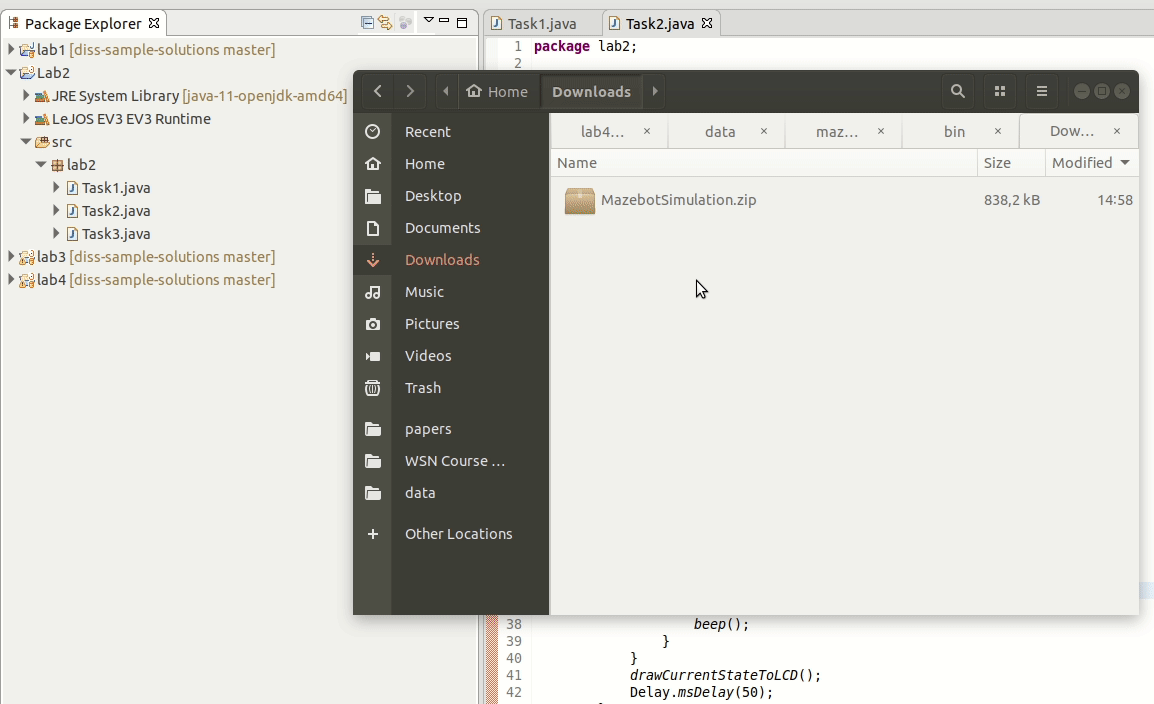 Package Explorer
lab1 [diss-sample-solutions master]
Lab2
JRE System Library [java-11-openjdk-amd64]
LeJOS EV3 EV3 Runtime
src
lab2
Task1.java
Task2.java
Task3.java
lab3 [diss-sample-solutions master]
lab4 [diss-sample-solutions master]
Task1.java
Task2.java
1 package lab2;
2
Home
Downloads
Recent
Home
Desktop
Documents
Downloads
Music
Pictures
Videos
Trash
papers
WSN Course …
data
Other Locations
lab4… data maz… bin Dow…
Name Size Modified
MazebotSimulation.zip 838,2 kB 14:58
38 beep();
39 }
40 }
41 drawCurrentStateToLCD();
42 Delay.msDelay(50);